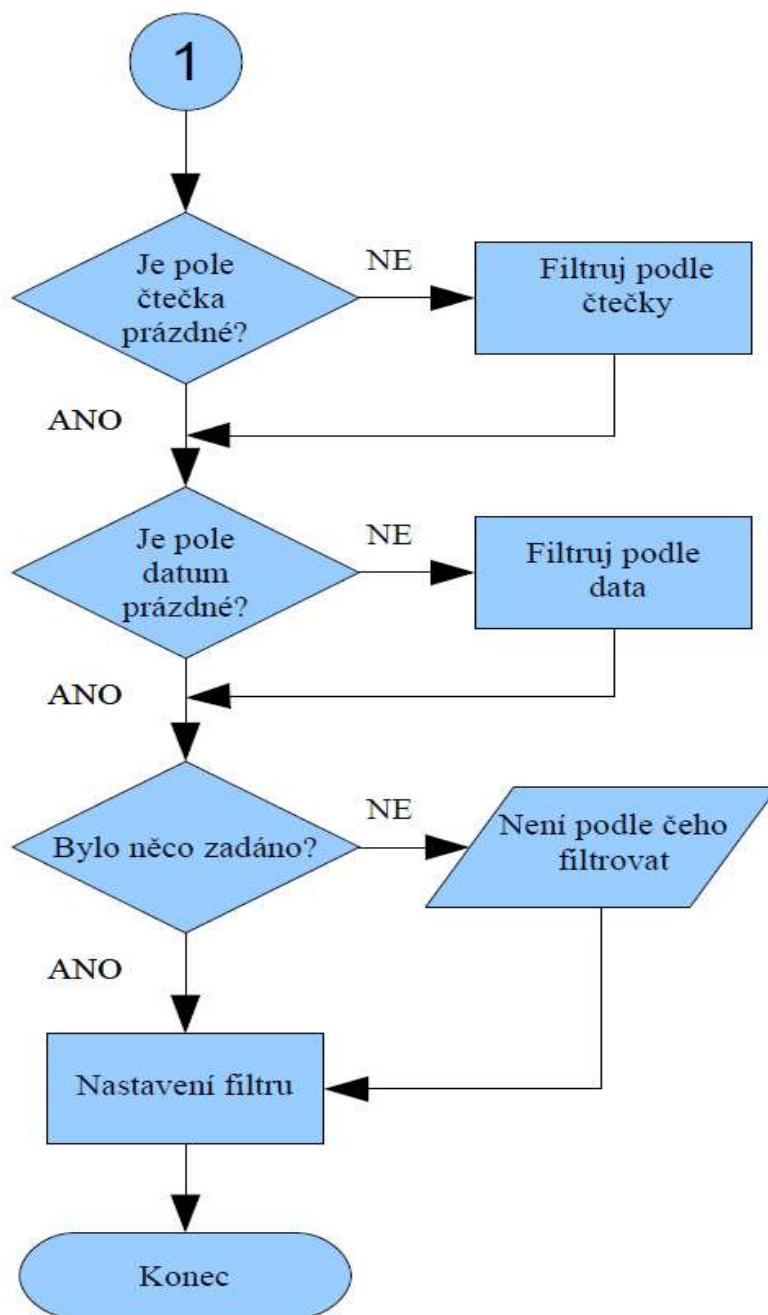 1
Je pole
čtečka
prázdné?
NE
Filtruj podle
čtečky
ANO
Je pole
datum
prázdné?
NE
Filtruj podle
data
ANO
Bylo něco zadáno?
NE
Není podle čeho
filtrovat
ANO
Nastavení filtru
Konec